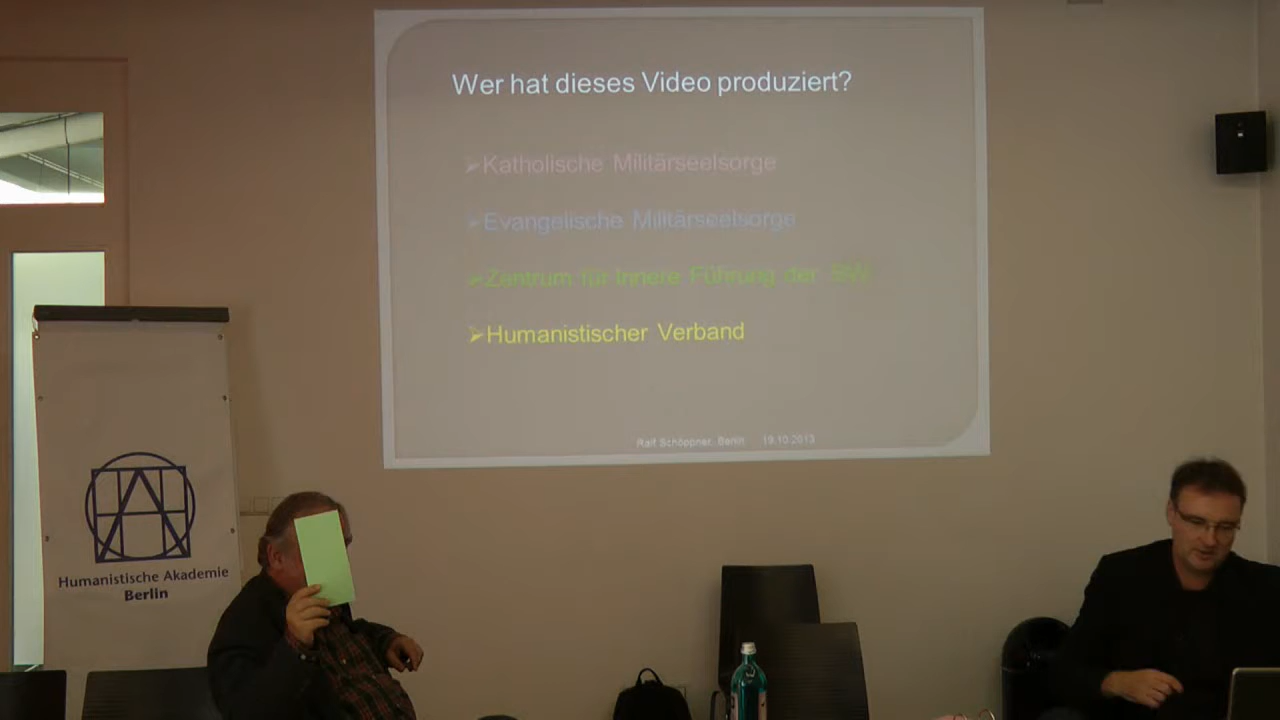 Wer hat dieses Video produziert?
➢Katholische Militärseelsorge
➢Evangelische Militärseelsorge
➢Zentrum für Innere Führung der BW
➢Humanistischer Verband
Ralf Schöppner, Berlin 19.10.2013
HAH
Humanistische Akademie
Berlin